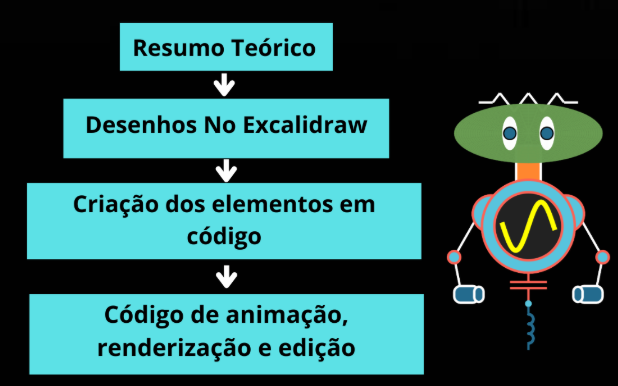 Resumo Teórico
Desenhos No Excalidraw
Criação dos elementos em
código
Código de animação,
renderização e edição